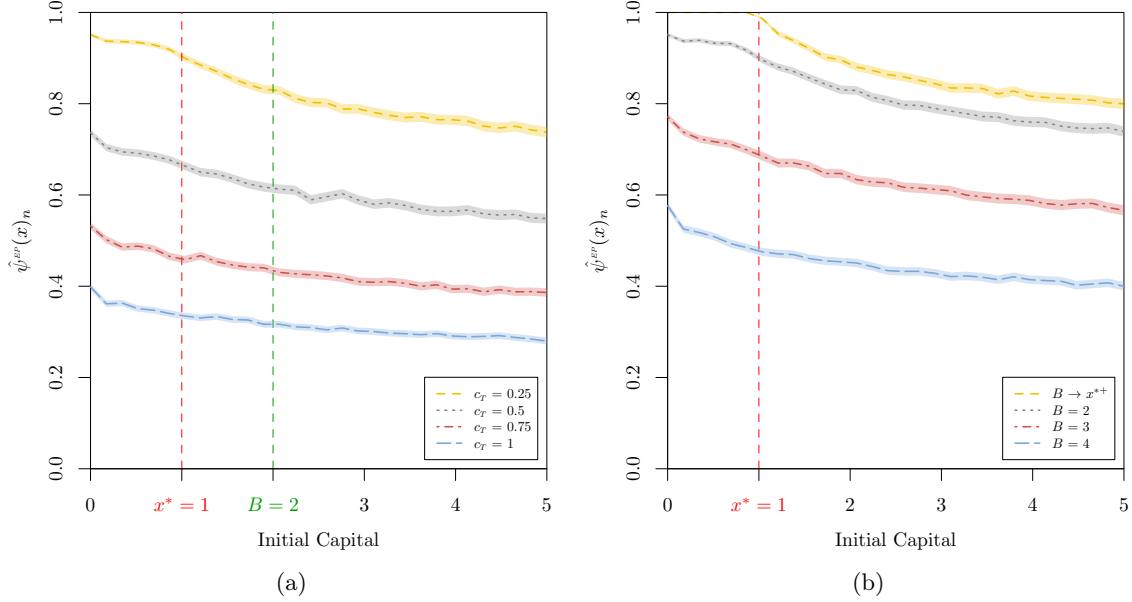 1.0
0.8
0.6
0.4
0.2
0.0
ψ̂^EP(x)_n
c_T = 0.25
c_T = 0.5
c_T = 0.75
c_T = 1
0 x* = 1 B = 2 3 4 5
Initial Capital
(a)
1.0
0.8
0.6
0.4
0.2
0.0
ψ̂^EP(x)_n
B → x*+
B = 2
B = 3
B = 4
0 x* = 1 2 3 4 5
Initial Capital
(b)